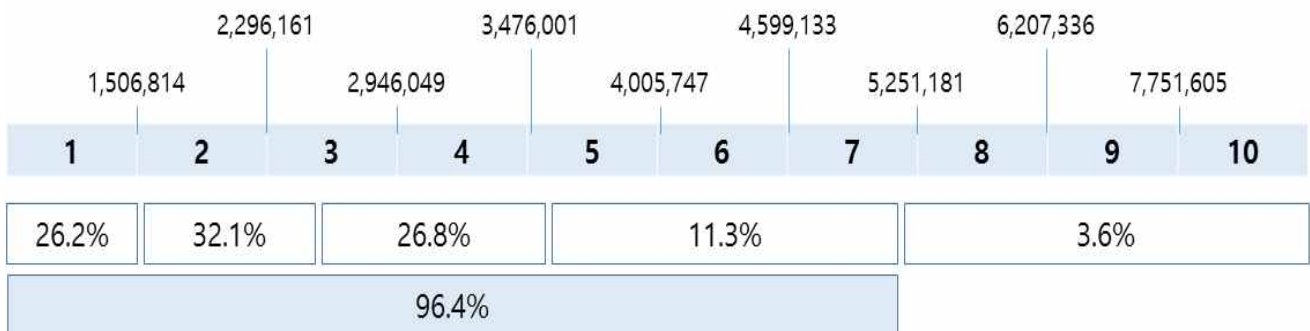 2,296,161 3,476,001 4,599,133 6,207,336
1,506,814 2,946,049 4,005,747 5,251,181 7,751,605
1 2 3 4 5 6 7 8 9 10
26.2% 32.1% 26.8% 11.3% 3.6%
96.4%